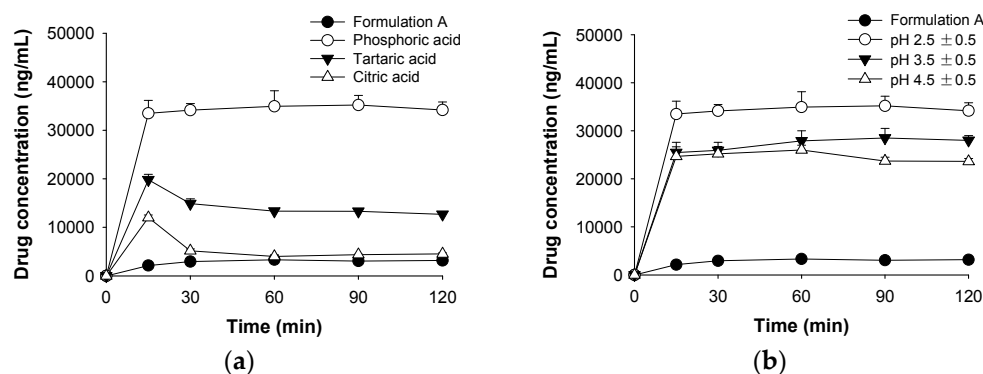 Formulation A
Phosphoric acid
Tartaric acid
Citric acid
Drug concentration (ng/mL)
50000
40000
30000
20000
10000
0
0 30 60 90 120
Time (min)
(a)
Formulation A
pH 2.5 ±0.5
pH 3.5 ±0.5
pH 4.5 ±0.5
Drug concentration (ng/mL)
50000
40000
30000
20000
10000
0
0 30 60 90 120
Time (min)
(b)